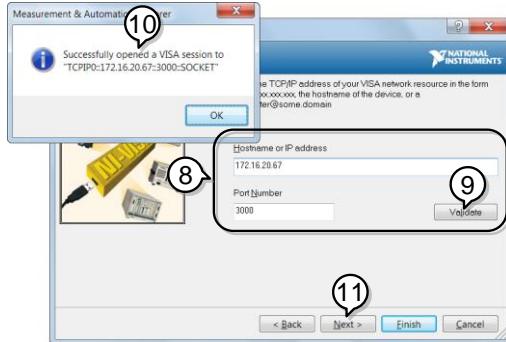 Measurement & Automation Explorer
10
Successfully opened a VISA session to
"TCPIP0::172.16.20.67::3000::SOCKET"
OK
NATIONAL
INSTRUMENTS
TCP/IP address of your VISA network resource in the form
the hostname of the device, or a
@some.domain
Hostname or IP address
8
172.16.20.67
9
Port Number
3000
Validate
NI-VISA
11
< Back
Next >
Finish
Cancel